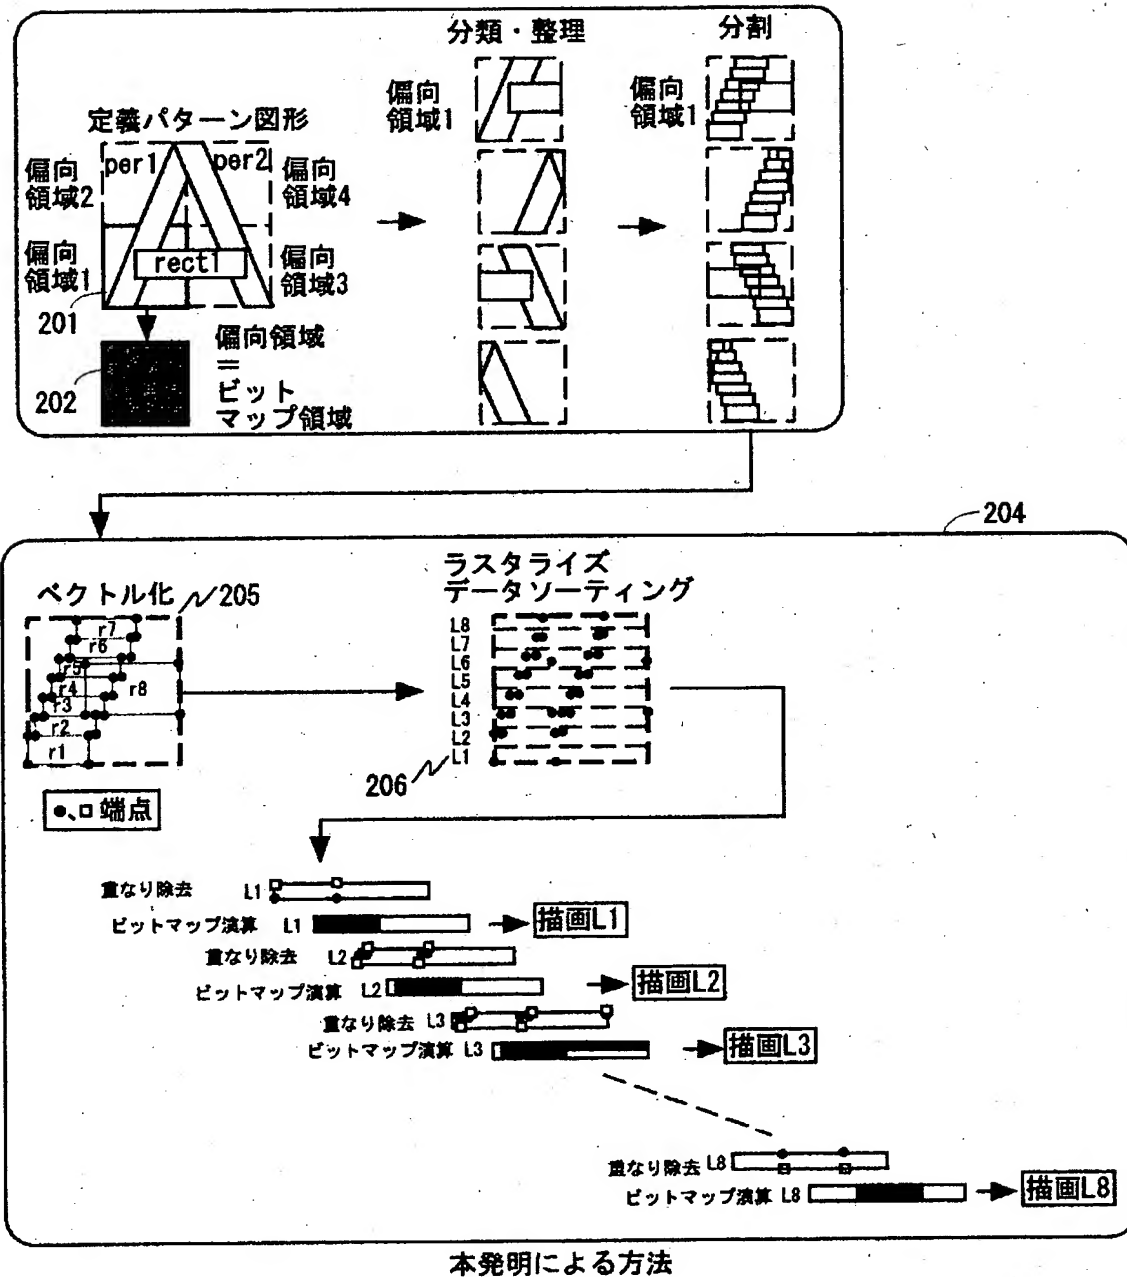 分類・整理
分割
定義パターン図形
偏向
領域1
偏向
領域1
偏向
領域2
per1
per2
偏向
領域4
偏向
領域1
rect1
偏向
領域3
201
202
偏向領域
=
ビット
マップ領域
204
ベクトル化
205
ラスタライズ
データソーティング
r7
r6
r5
r4
r8
r3
r2
r1
L8
L7
L6
L5
L4
L3
L2
L1
206
●、□端点
重なり除去 L1
ビットマップ演算 L1
描画L1
重なり除去 L2
ビットマップ演算 L2
描画L2
重なり除去 L3
ビットマップ演算 L3
描画L3
重なり除去 L8
ビットマップ演算 L8
描画L8
本発明による方法